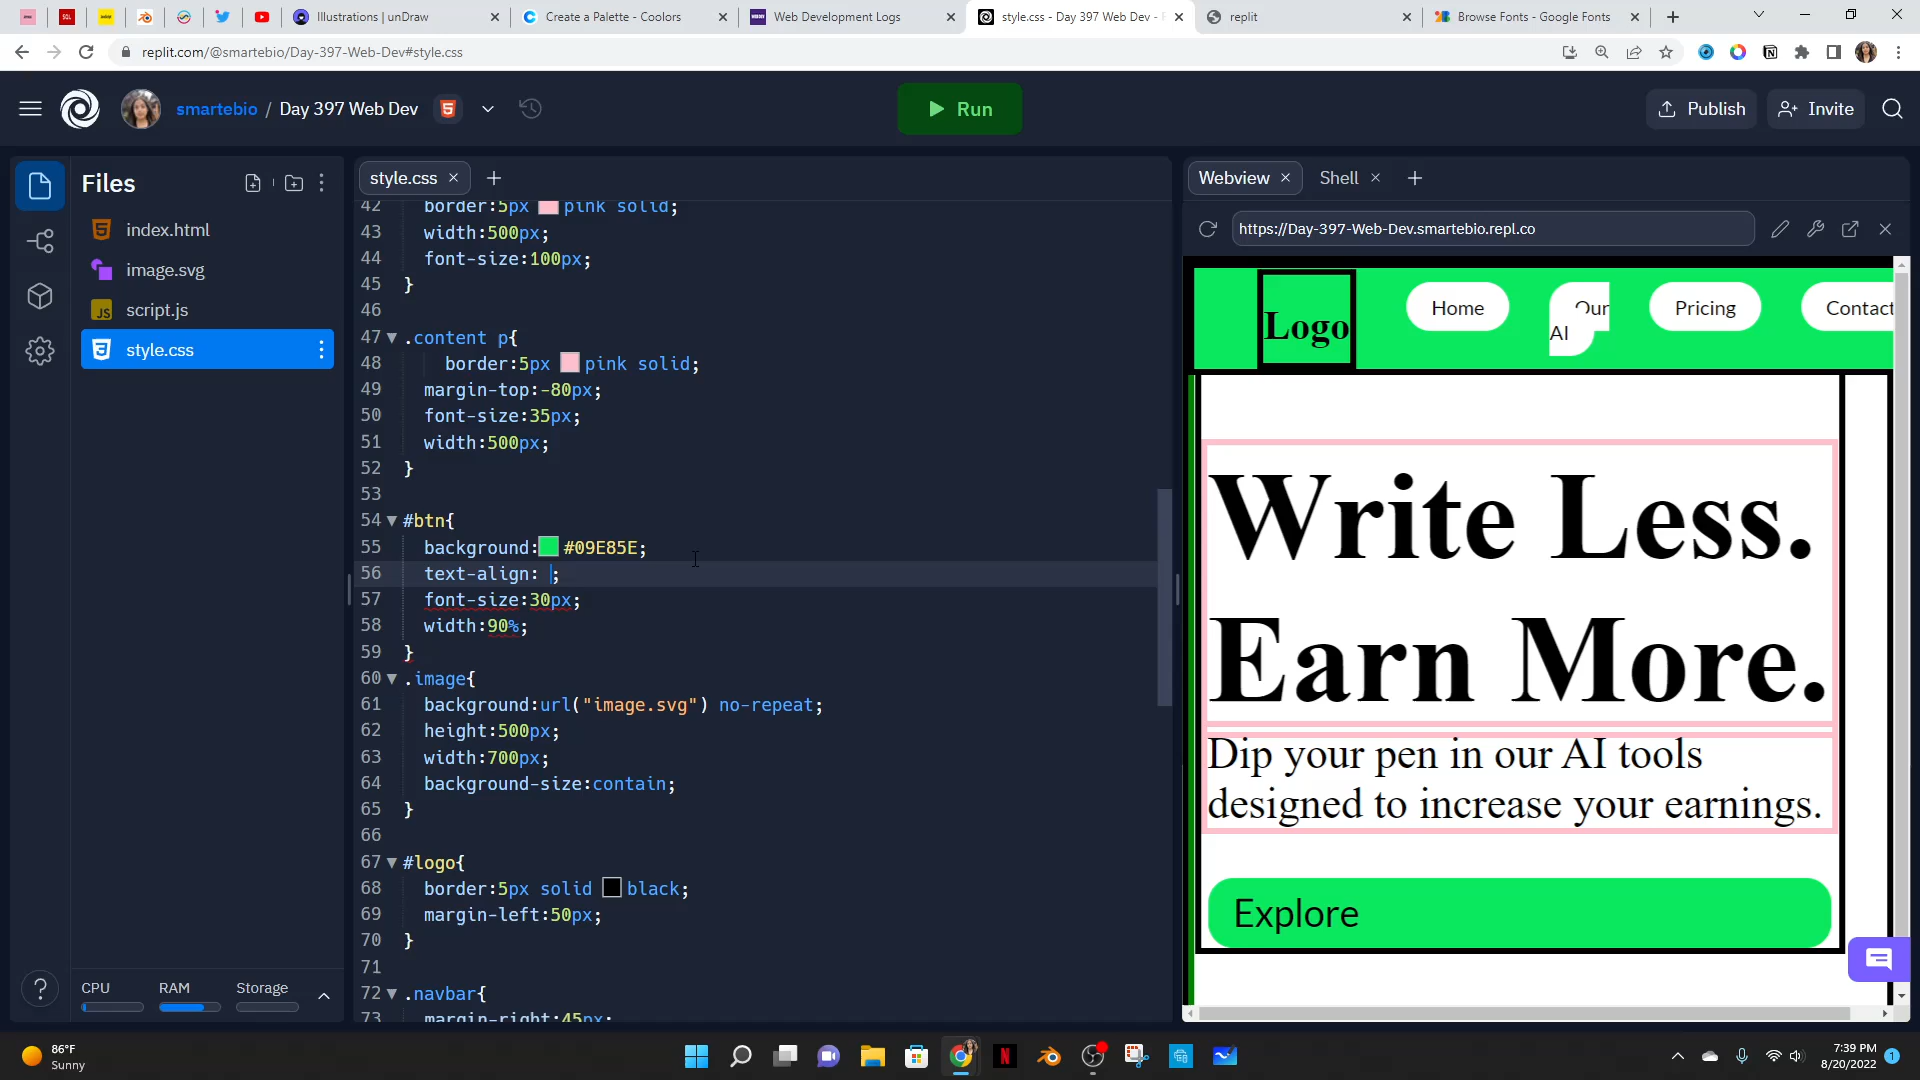 Illustrations | unDraw
Create a Palette - Coolors
Web Development Logs
style.css - Day 397 Web Dev -
replit
Browse Fonts - Google Fonts
replit.com/@smartebio/Day-397-Web-Dev#style.css
smartebio / Day 397 Web Dev
Run
Publish
Invite
Files
index.html
image.svg
script.js
style.css
CPU
RAM
Storage
style.css
42 border:5px pink solid;
43 width:500px;
44 font-size:100px;
45 }
46
47 .content p{
48 border:5px pink solid;
49 margin-top:-80px;
50 font-size:35px;
51 width:500px;
52 }
53
54 #btn{
55 background: #09E85E;
56 text-align: ;
57 font-size:30px;
58 width:90%;
59 }
60 .image{
61 background:url("image.svg") no-repeat;
62 height:500px;
63 width:700px;
64 background-size:contain;
65 }
66
67 #logo{
68 border:5px solid black;
69 margin-left:50px;
70 }
71
72 .navbar{
73 margin-right:45px;
Webview
Shell
https://Day-397-Web-Dev.smartebio.repl.co
Logo
Home
Our
AI
Pricing
Contact
Write Less.
Earn More.
Dip your pen in our AI tools
designed to increase your earnings.
Explore
86°F
Sunny
7:39 PM
8/20/2022
1